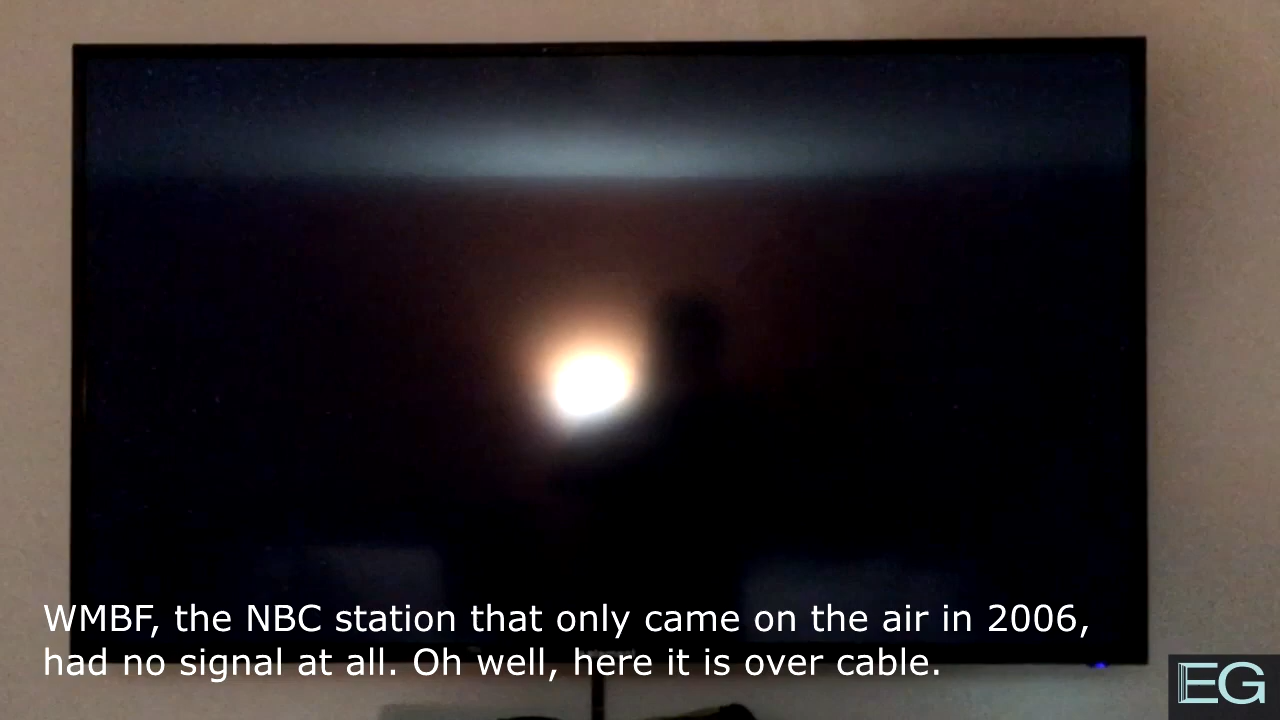 WMBF, the NBC station that only came on the air in 2006,
had no signal at all. Oh well, here it is over cable.
EG